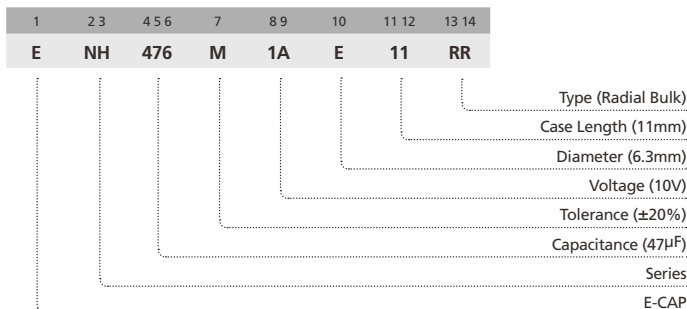 1 2 3 4 5 6 7 8 9 10 11 12 13 14
E NH 476 M 1A E 11 RR
Type (Radial Bulk)
Case Length (11mm)
Diameter (6.3mm)
Voltage (10V)
Tolerance (±20%)
Capacitance (47µF)
Series
E-CAP